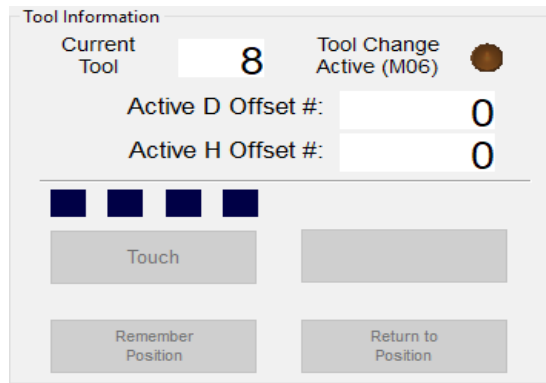 Tool Information
Current Tool
8
Tool Change Active (M06)
Active D Offset #:
0
Active H Offset #:
0
Touch
Remember Position
Return to Position